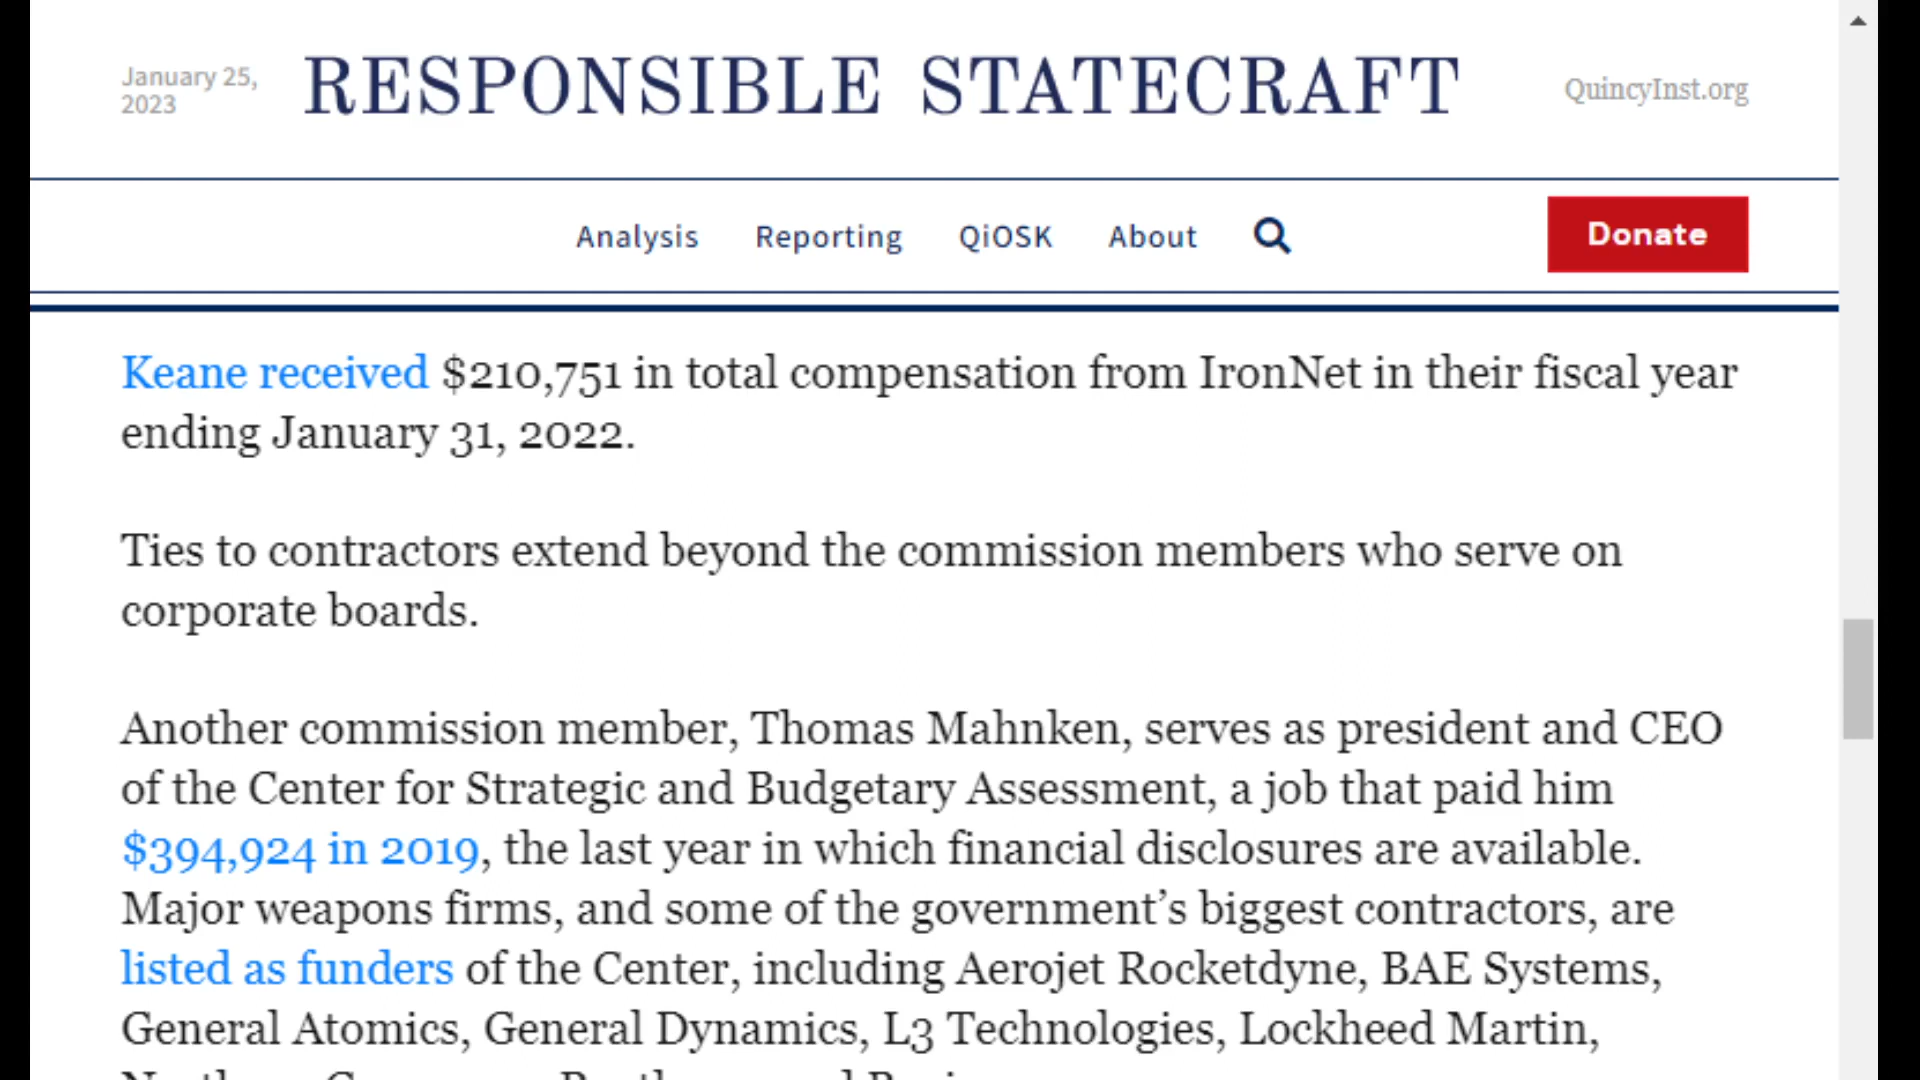 January 25,
2023
RESPONSIBLE STATECRAFT
QuincyInst.org
Analysis Reporting QiOSK About
Donate
Keane received $210,751 in total compensation from IronNet in their fiscal year
ending January 31, 2022.
Ties to contractors extend beyond the commission members who serve on
corporate boards.
Another commission member, Thomas Mahnken, serves as president and CEO
of the Center for Strategic and Budgetary Assessment, a job that paid him
$394,924 in 2019, the last year in which financial disclosures are available.
Major weapons firms, and some of the government’s biggest contractors, are
listed as funders of the Center, including Aerojet Rocketdyne, BAE Systems,
General Atomics, General Dynamics, L3 Technologies, Lockheed Martin,